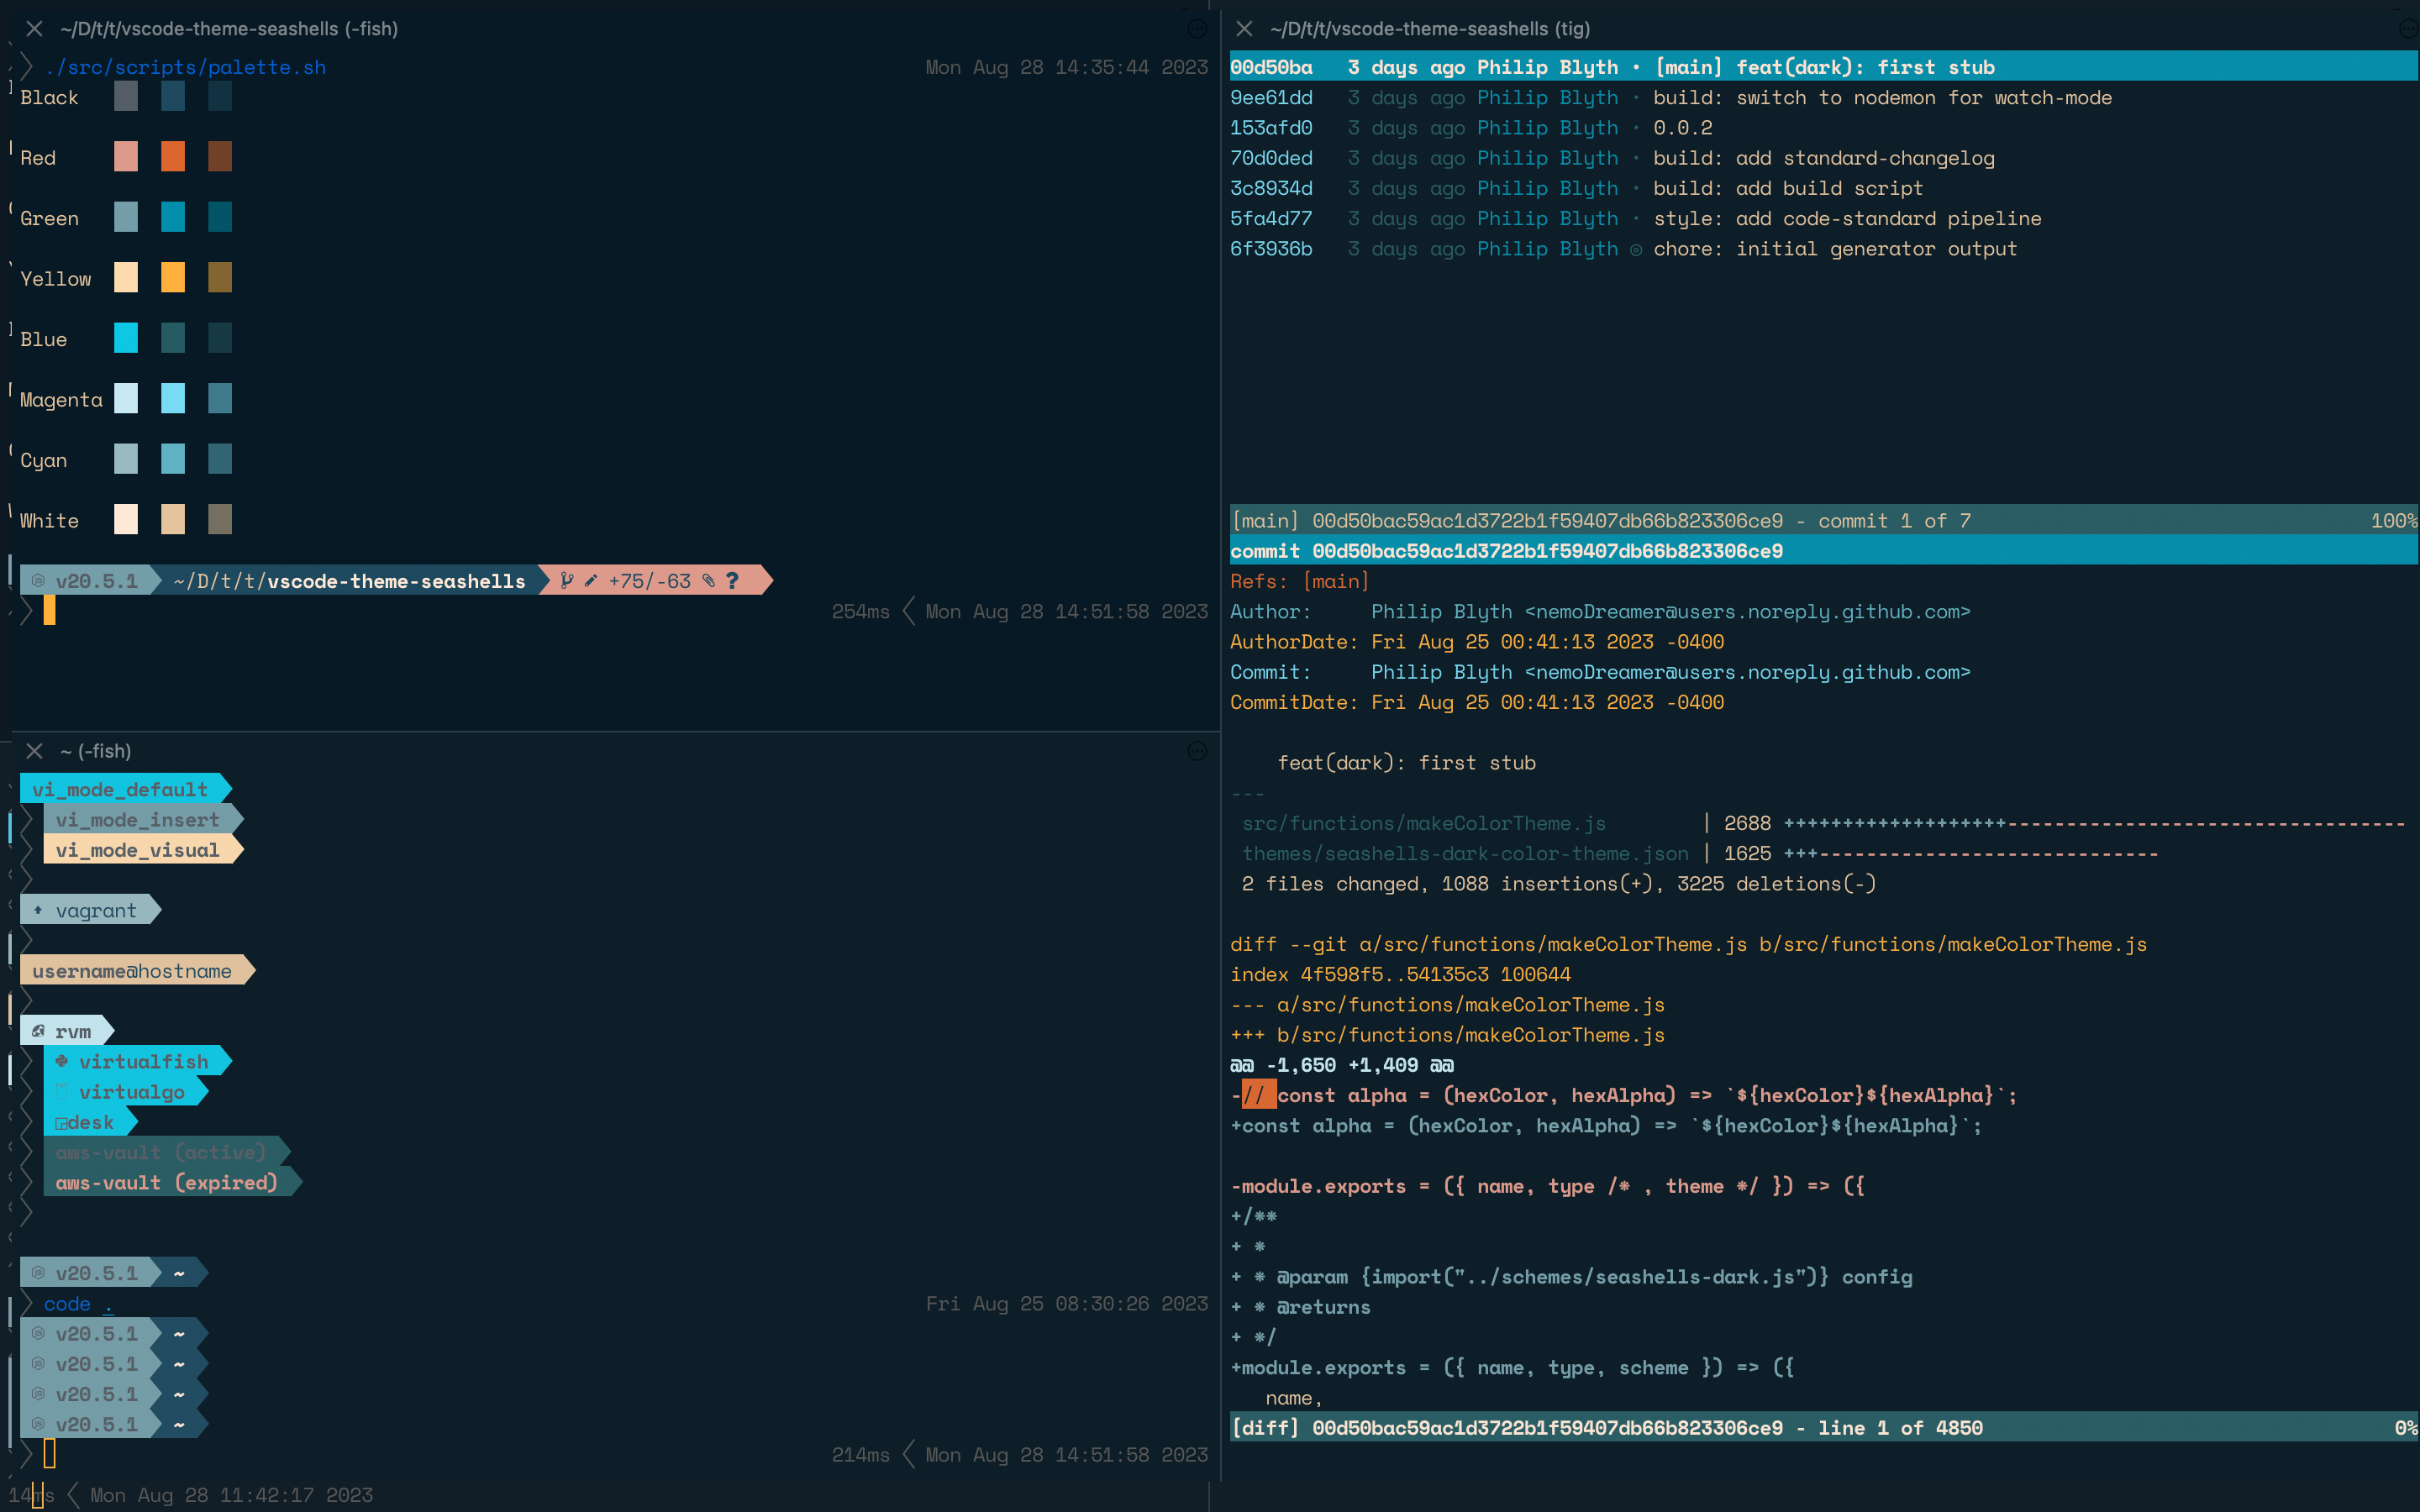 ~/D/t/t/vscode-theme-seashells (-fish)
./src/scripts/palette.sh Mon Aug 28 14:35:44 2023
Black
Red
Green
Yellow
Blue
Magenta
Cyan
White
v20.5.1 ~/D/t/t/vscode-theme-seashells +75/-63 ?
254ms Mon Aug 28 14:51:58 2023
~ (-fish)
vi_mode_default
vi_mode_insert
vi_mode_visual
vagrant
username@hostname
rvm
virtualfish
virtualgo
desk
aws-vault (active)
aws-vault (expired)
v20.5.1 ~
code . Fri Aug 25 08:30:26 2023
v20.5.1 ~
v20.5.1 ~
v20.5.1 ~
v20.5.1 ~
214ms Mon Aug 28 14:51:58 2023
14ms Mon Aug 28 11:42:17 2023
~/D/t/t/vscode-theme-seashells (tig)
00d50ba 3 days ago Philip Blyth · [main] feat(dark): first stub
9ee61dd 3 days ago Philip Blyth · build: switch to nodemon for watch-mode
153afd0 3 days ago Philip Blyth · 0.0.2
70d0ded 3 days ago Philip Blyth · build: add standard-changelog
3c8934d 3 days ago Philip Blyth · build: add build script
5fa4d77 3 days ago Philip Blyth · style: add code-standard pipeline
6f3936b 3 days ago Philip Blyth ◎ chore: initial generator output
[main] 00d50bac59ac1d3722b1f59407db66b823306ce9 - commit 1 of 7 100%
commit 00d50bac59ac1d3722b1f59407db66b823306ce9
Refs: [main]
Author: Philip Blyth <nemoDreamer@users.noreply.github.com>
AuthorDate: Fri Aug 25 00:41:13 2023 -0400
Commit: Philip Blyth <nemoDreamer@users.noreply.github.com>
CommitDate: Fri Aug 25 00:41:13 2023 -0400
feat(dark): first stub
---
src/functions/makeColorTheme.js | 2688 +++++++++++++++++++----------------------------------
themes/seashells-dark-color-theme.json | 1625 +++-----------------------------
2 files changed, 1088 insertions(+), 3225 deletions(-)
diff --git a/src/functions/makeColorTheme.js b/src/functions/makeColorTheme.js
index 4f598f5..54135c3 100644
--- a/src/functions/makeColorTheme.js
+++ b/src/functions/makeColorTheme.js
@@ -1,650 +1,409 @@
-// const alpha = (hexColor, hexAlpha) => `${hexColor}${hexAlpha}`;
+const alpha = (hexColor, hexAlpha) => `${hexColor}${hexAlpha}`;
-module.exports = ({ name, type /* , theme */ }) => ({
+/**
+ *
+ * @param {import("../schemes/seashells-dark.js")} config
+ * @returns
+ */
+module.exports = ({ name, type, scheme }) => ({
name,
[diff] 00d50bac59ac1d3722b1f59407db66b823306ce9 - line 1 of 4850 0%